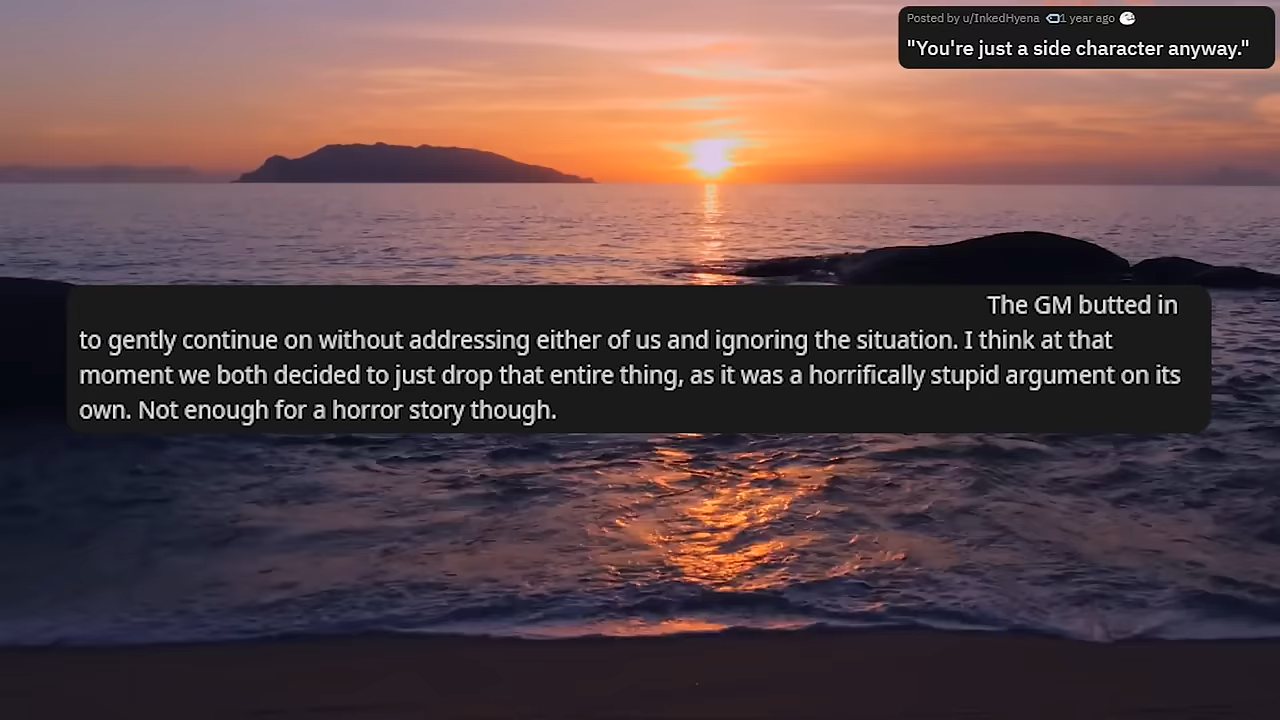 Posted by u/InkedHyena 1 year ago
"You're just a side character anyway."
The GM butted in
to gently continue on without addressing either of us and ignoring the situation. I think at that
moment we both decided to just drop that entire thing, as it was a horrifically stupid argument on its
own. Not enough for a horror story though.